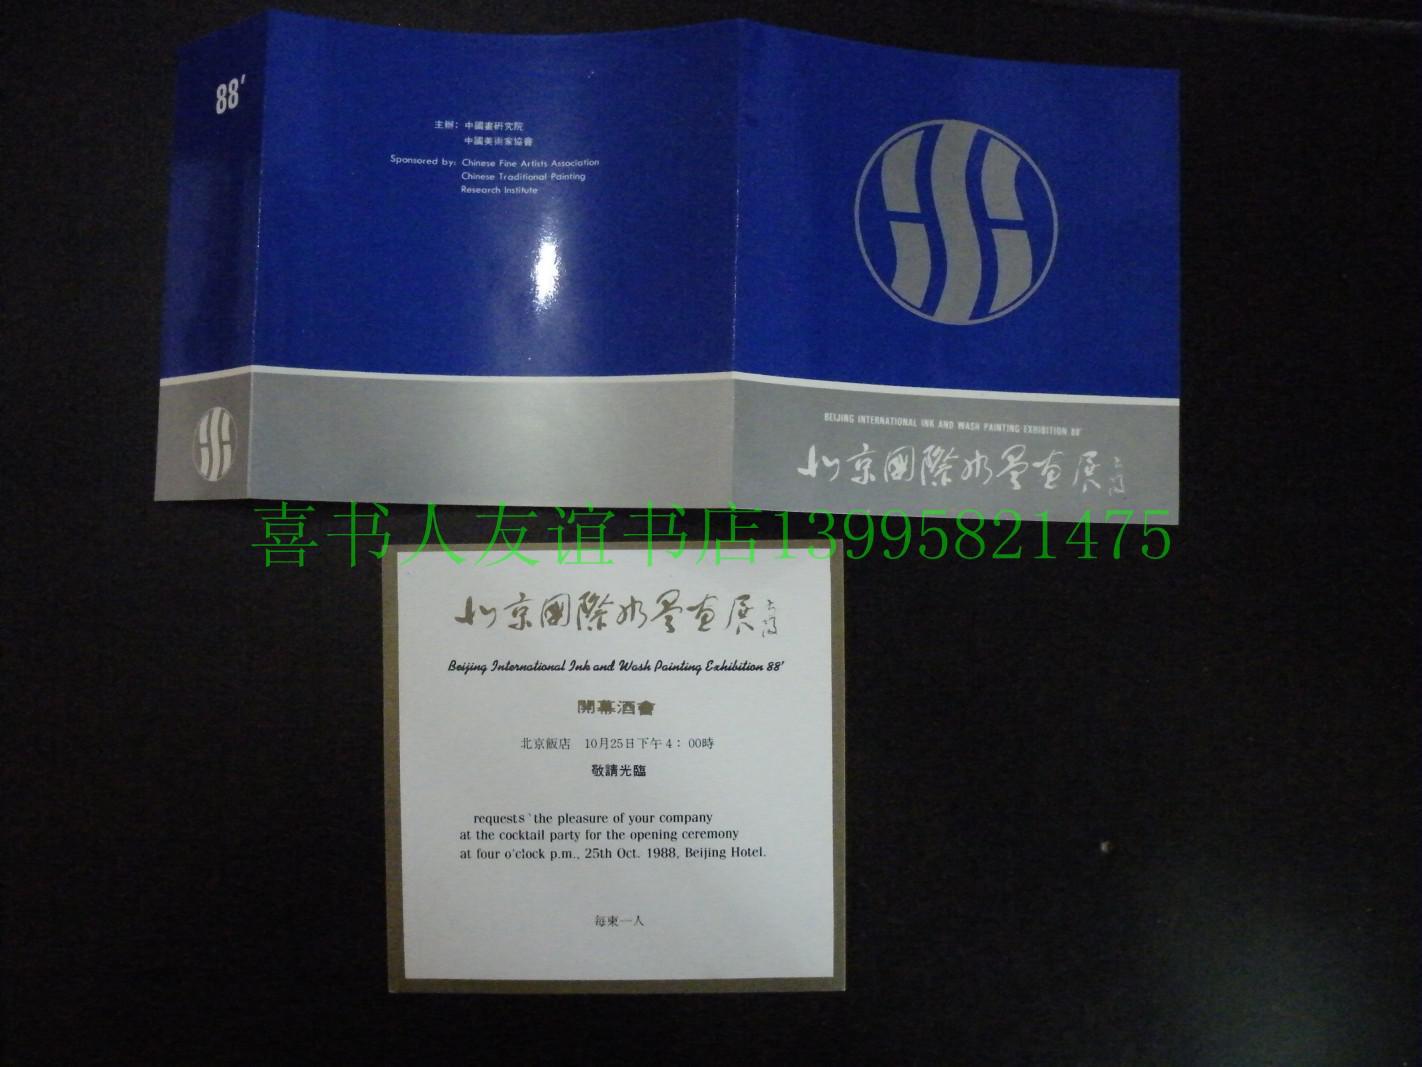 88'
主辦：中國畫研究院
中國美術家協會
Sponsored by: Chinese Fine Artists Association
Chinese Traditional Painting
Research Institute
BEIJING INTERNATIONAL INK AND WASH PAINTING EXHIBITION 88'
北京國際水墨画展
喜书人友谊书店13995821475
北京國際水墨画展
Beijing International Ink and Wash Painting Exhibition 88'
開幕酒會
北京飯店 10月25日下午4：00時
敬請光臨
requests the pleasure of your company
at the cocktail party for the opening ceremony
at four o'clock p.m., 25th Oct. 1988, Beijing Hotel.
每柬一人